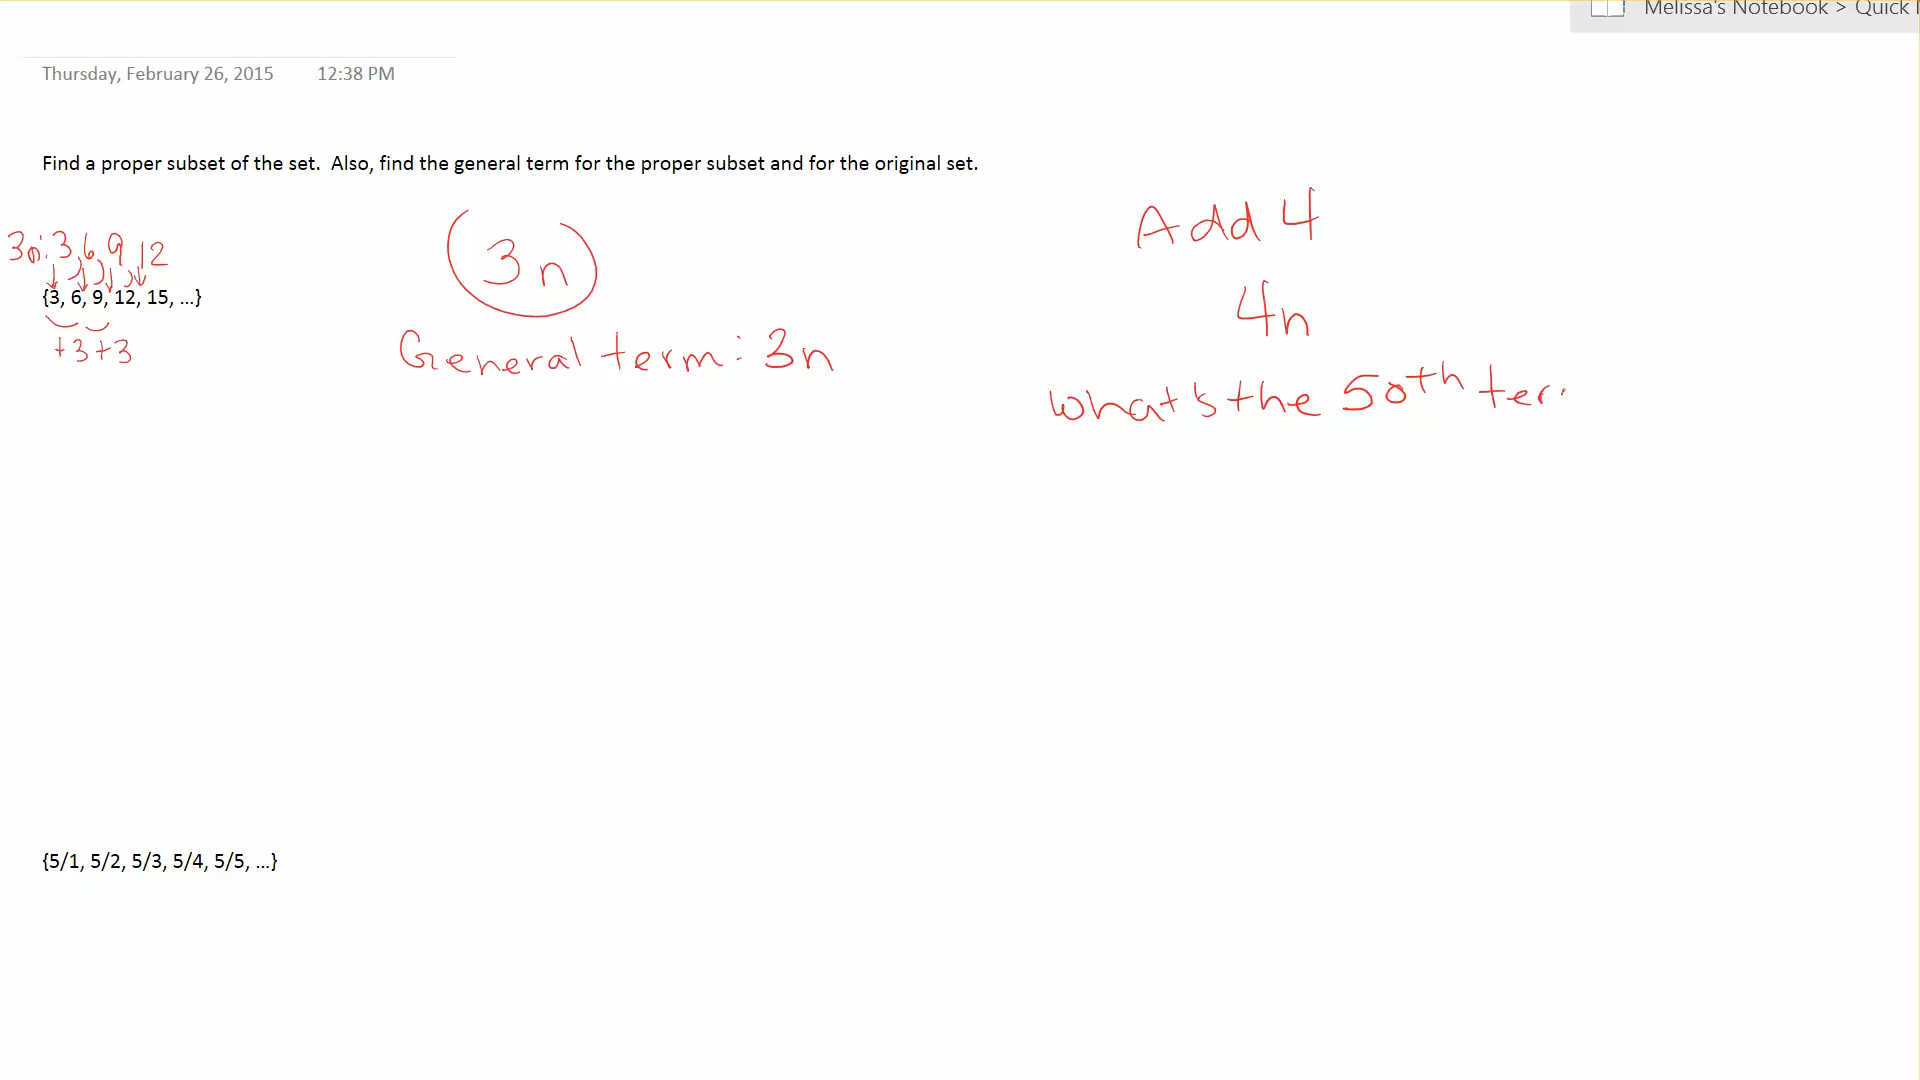 Melissa's Notebook > Quick
Thursday, February 26, 2015 12:38 PM
Find a proper subset of the set. Also, find the general term for the proper subset and for the original set.
3n: 3, 6, 9, 12
{3, 6, 9, 12, 15, ...}
+3 +3
3n
General term: 3n
Add 4
4n
What's the 50th ter
{5/1, 5/2, 5/3, 5/4, 5/5, ...}